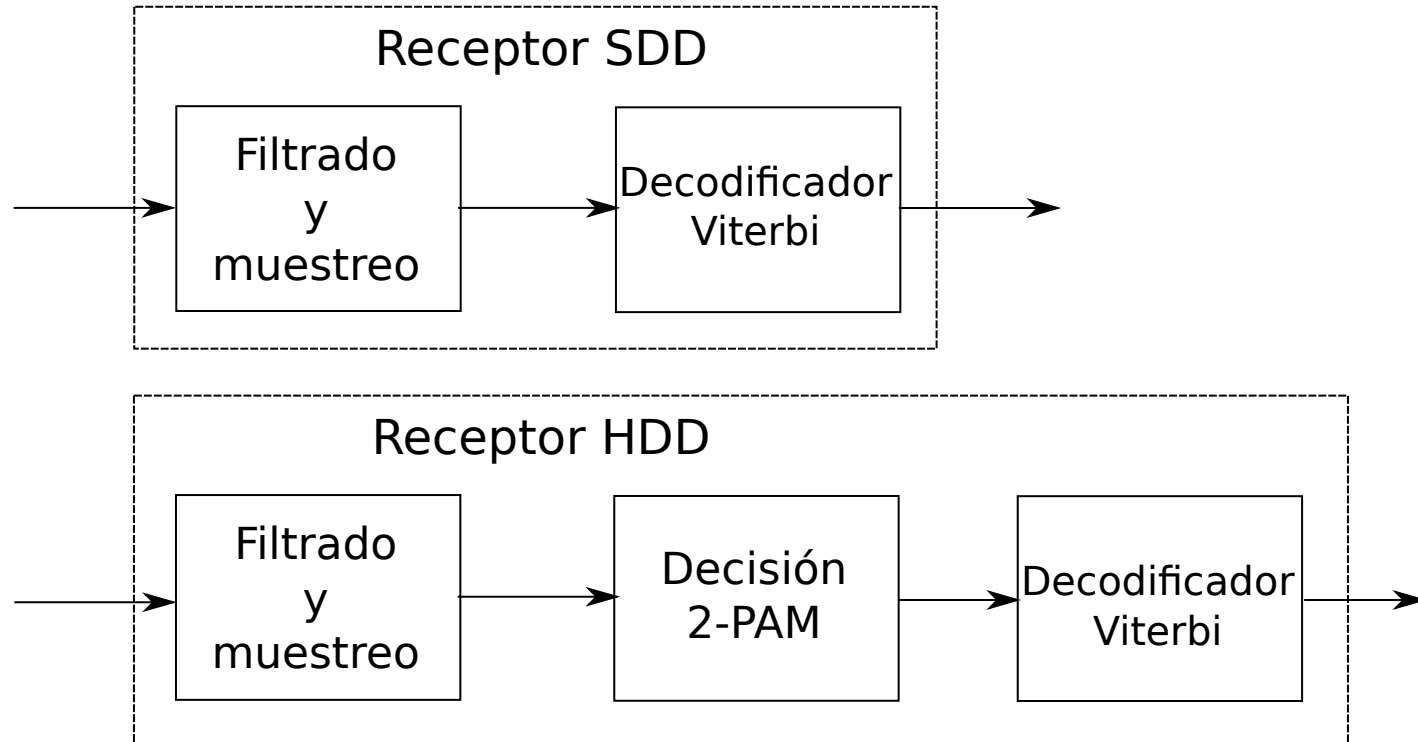 Receptor SDD
Filtrado
y
muestreo
Decodificador
Viterbi
Receptor HDD
Filtrado
y
muestreo
Decisión
2-PAM
Decodificador
Viterbi